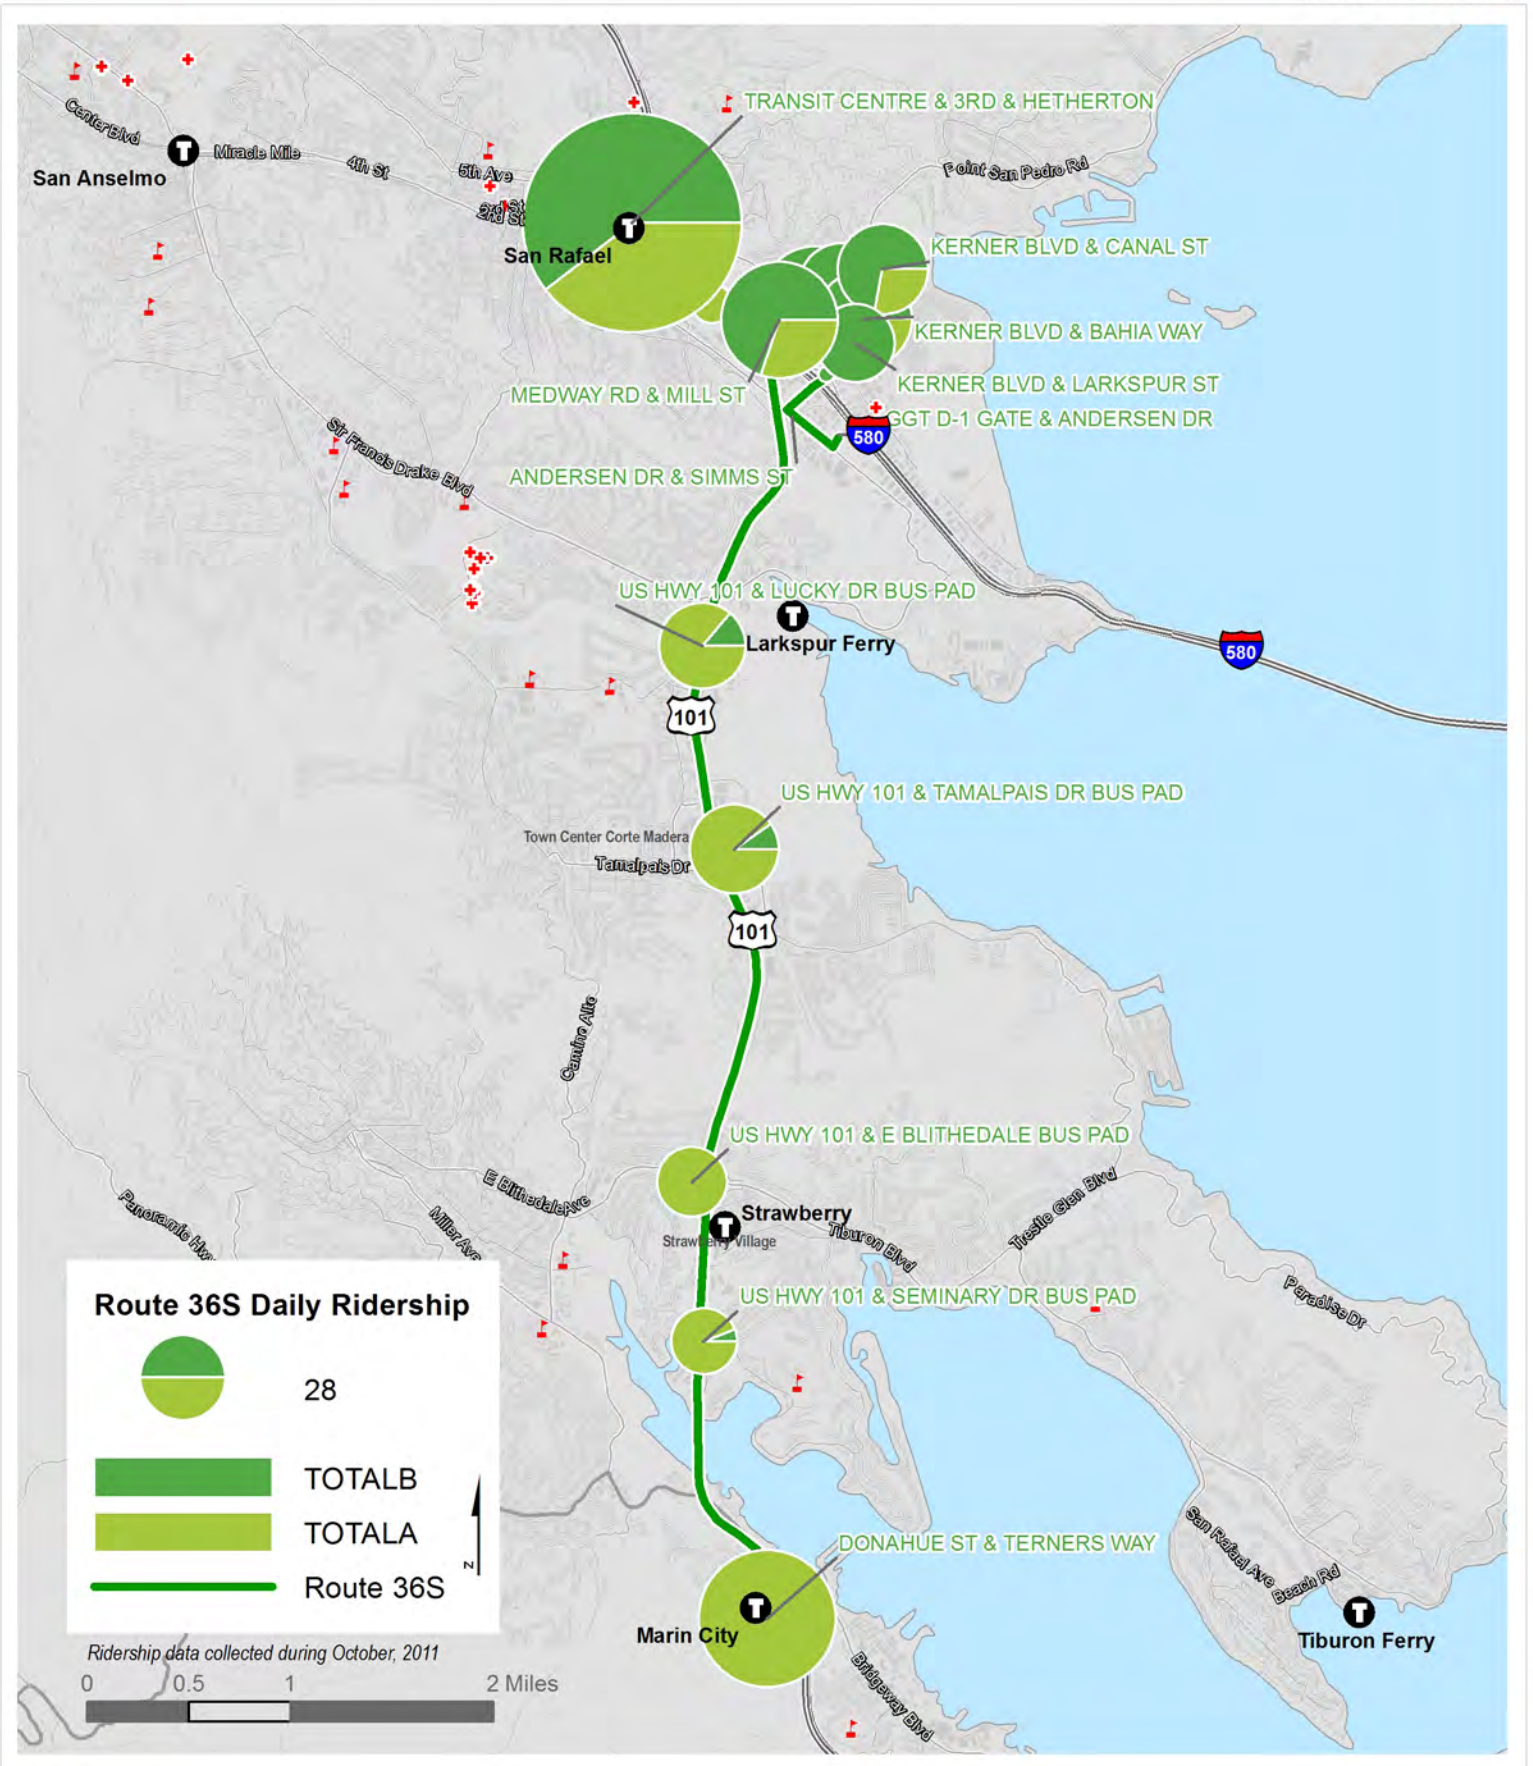 TRANSIT CENTRE & 3RD & HETHERTON
Center Blvd
Miracle Mile
4th St
5th Ave
2nd St
San Anselmo
Point San Pedro Rd
San Rafael
KERNER BLVD & CANAL ST
KERNER BLVD & BAHIA WAY
KERNER BLVD & LARKSPUR ST
MEDWAY RD & MILL ST
GGT D-1 GATE & ANDERSEN DR
580
Sir Francis Drake Blvd
ANDERSEN DR & SIMMS ST
US HWY 101 & LUCKY DR BUS PAD
Larkspur Ferry
580
101
US HWY 101 & TAMALPAIS DR BUS PAD
Town Center Corte Madera
Tamalpais Dr
101
Camino Alto
US HWY 101 & E BLITHEDALE BUS PAD
E Blithedale Ave
Strawberry
Strawberry Village
Tiburon Blvd
Trestle Glen Blvd
Panoramic Hwy
Miller Ave
US HWY 101 & SEMINARY DR BUS PAD
Paradise Dr
Route 36S Daily Ridership
28
TOTALB
TOTALA
Route 36S
N
DONAHUE ST & TERNERS WAY
San Rafael Ave
Beach Rd
Marin City
Tiburon Ferry
Bridgeway Blvd
Ridership data collected during October, 2011
0 0.5 1 2 Miles